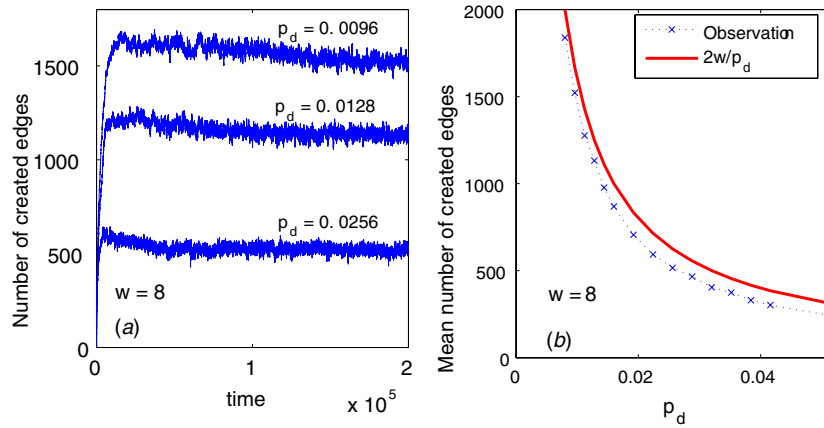 Number of created edges
1500
1000
500
0
p_d = 0.0096
p_d = 0.0128
p_d = 0.0256
w = 8
(a)
0
1
2
time
x 10^5
Mean number of created edges
2000
1500
1000
500
0
Observation
2w/p_d
w = 8
(b)
0
0.02
0.04
p_d